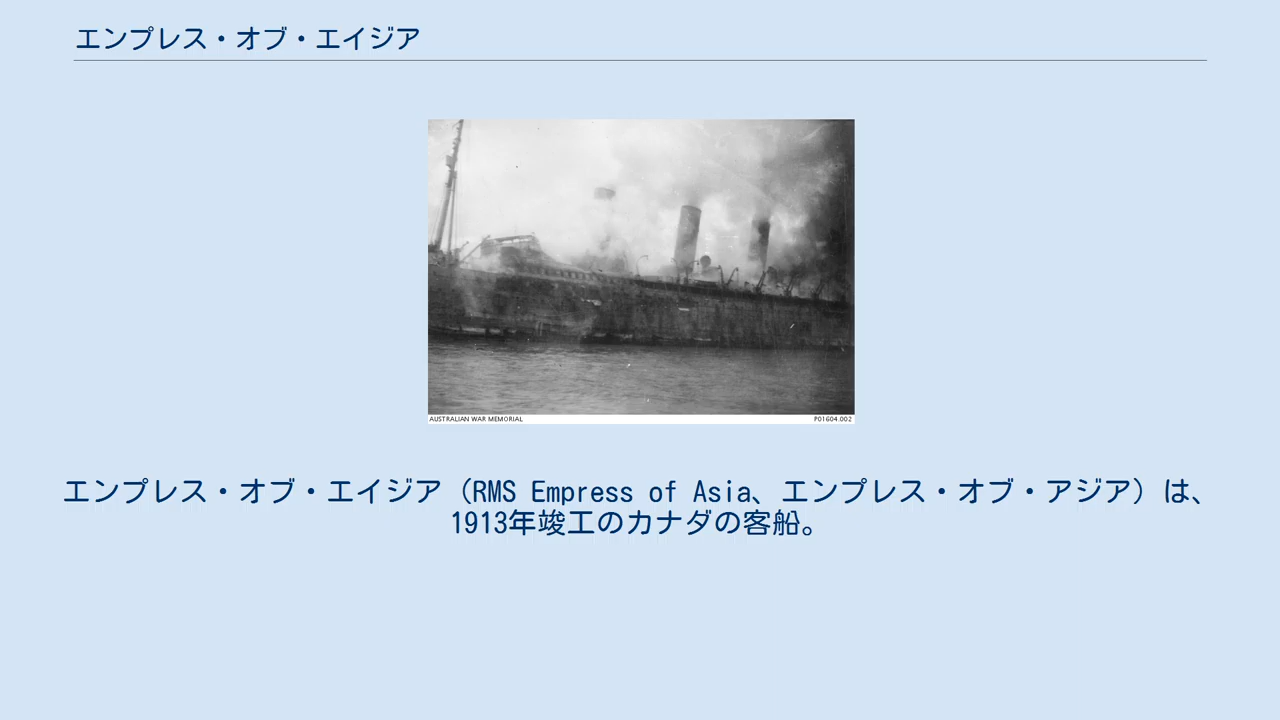 エンプレス・オブ・エイジア
AUSTRALIAN WAR MEMORIAL
P01604.002
エンプレス・オブ・エイジア（RMS Empress of Asia、エンプレス・オブ・アジア）は、
1913年竣工のカナダの客船。